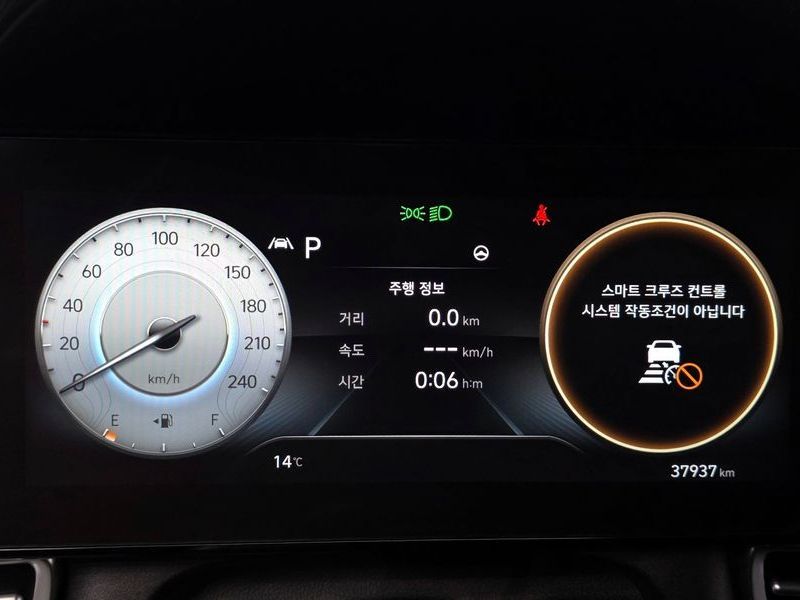 100
80
120
60
150
40
180
20
210
0
240
km/h
E
F
P
주행 정보
거리 0.0 km
속도 --- km/h
시간 0:06 h:m
14℃
스마트 크루즈 컨트롤
시스템 작동조건이 아닙니다
37937 km